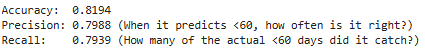 Accuracy:  0.8194
Precision: 0.7988 (When it predicts <60, how often is it right?)
Recall:    0.7939 (How many of the actual <60 days did it catch?)